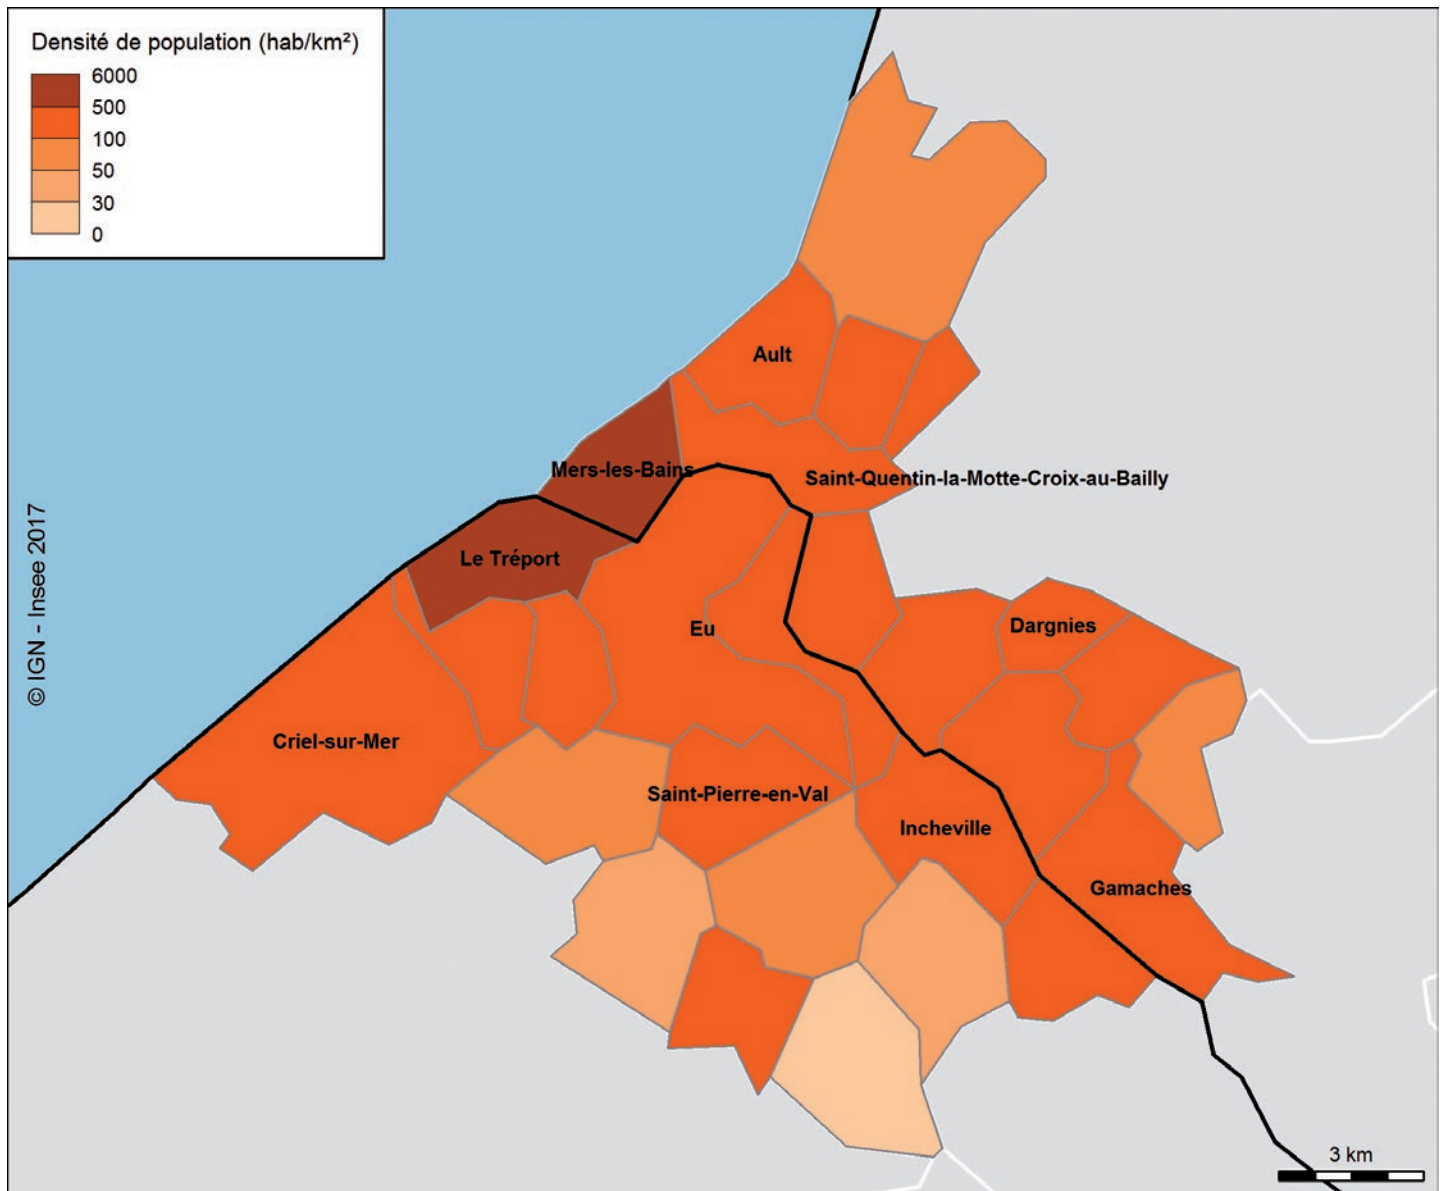 Densité de population (hab/km²)
6000
500
100
50
30
0
Ault
Mers-les-Bains
Saint-Quentin-la-Motte-Croix-au-Bailly
© IGN - Insee 2017
Le Tréport
Eu
Dargnies
Criel-sur-Mer
Saint-Pierre-en-Val
Incheville
Gamaches
3 km